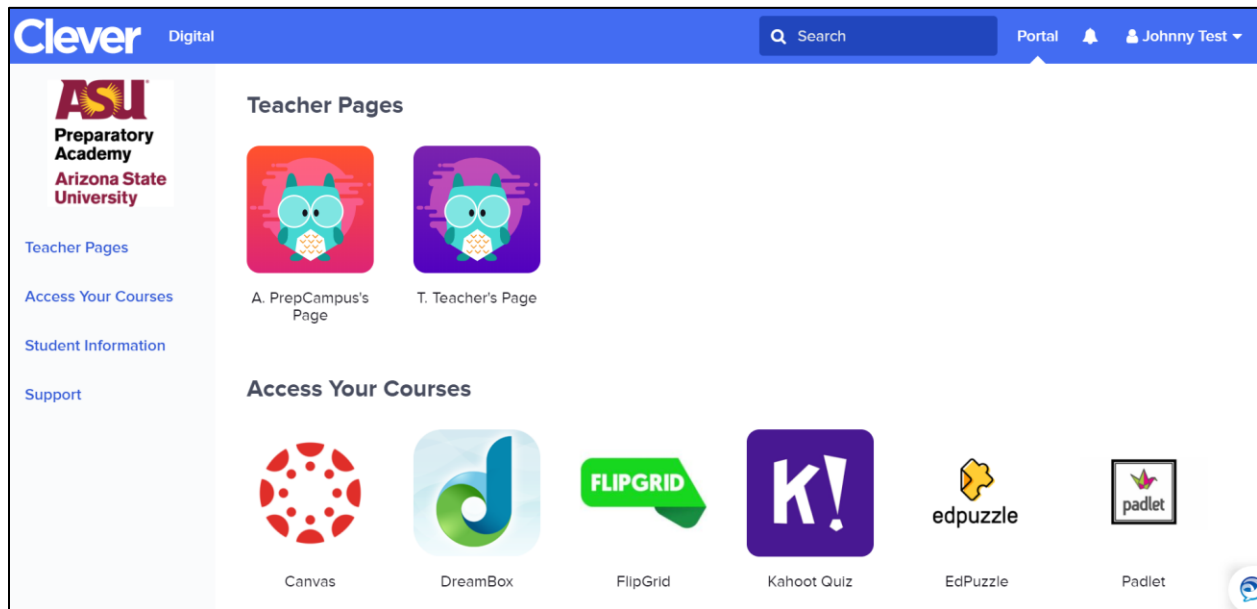 Clever Digital Search Portal Johnny Test
ASU
Preparatory
Academy
Arizona State
University
Teacher Pages
Access Your Courses
Student Information
Support
Teacher Pages
A. PrepCampus's
Page
T. Teacher's Page
Access Your Courses
FLIPGRID
K!
edpuzzle
padlet
Canvas
DreamBox
FlipGrid
Kahoot Quiz
EdPuzzle
Padlet